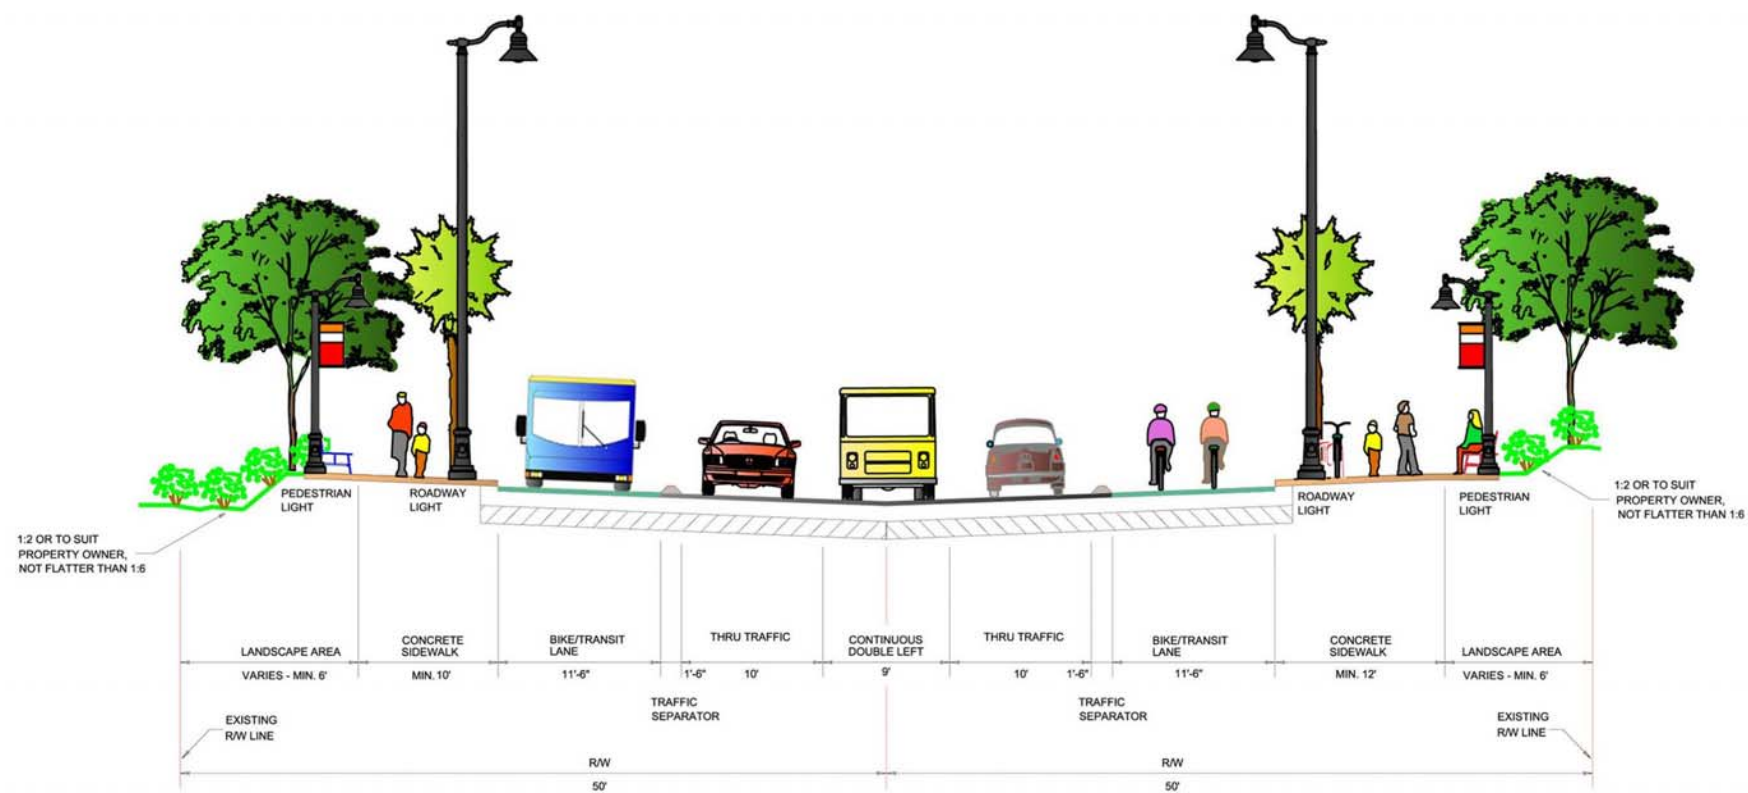 PEDESTRIAN
LIGHT
ROADWAY
LIGHT
ROADWAY
LIGHT
PEDESTRIAN
LIGHT
1:2 OR TO SUIT
PROPERTY OWNER,
NOT FLATTER THAN 1:6
1:2 OR TO SUIT
PROPERTY OWNER,
NOT FLATTER THAN 1:6
LANDSCAPE AREA
VARIES - MIN. 6'
CONCRETE
SIDEWALK
MIN. 10'
BIKE/TRANSIT
LANE
11'-6"
1'-6"
THRU TRAFFIC
10'
CONTINUOUS
DOUBLE LEFT
9'
THRU TRAFFIC
10'
1'-6"
BIKE/TRANSIT
LANE
11'-6"
CONCRETE
SIDEWALK
MIN. 12'
LANDSCAPE AREA
VARIES - MIN. 6'
TRAFFIC
SEPARATOR
TRAFFIC
SEPARATOR
EXISTING
R/W LINE
EXISTING
R/W LINE
R/W
50'
R/W
50'